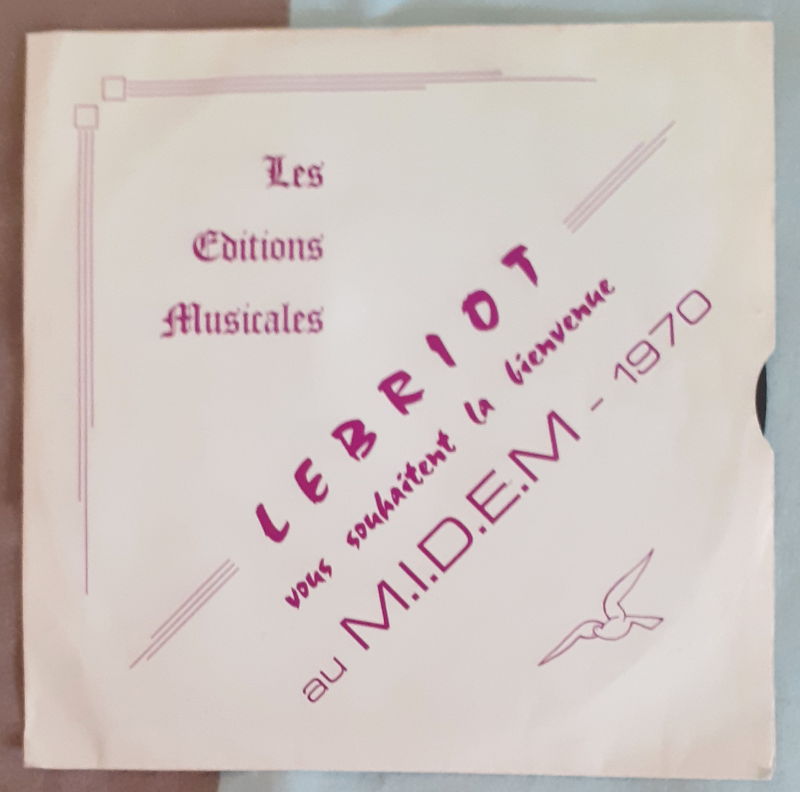 Les
Editions
Musicales
LEBRIOT
vous souhaitent la bienvenue
au M.I.D.E.M - 1970